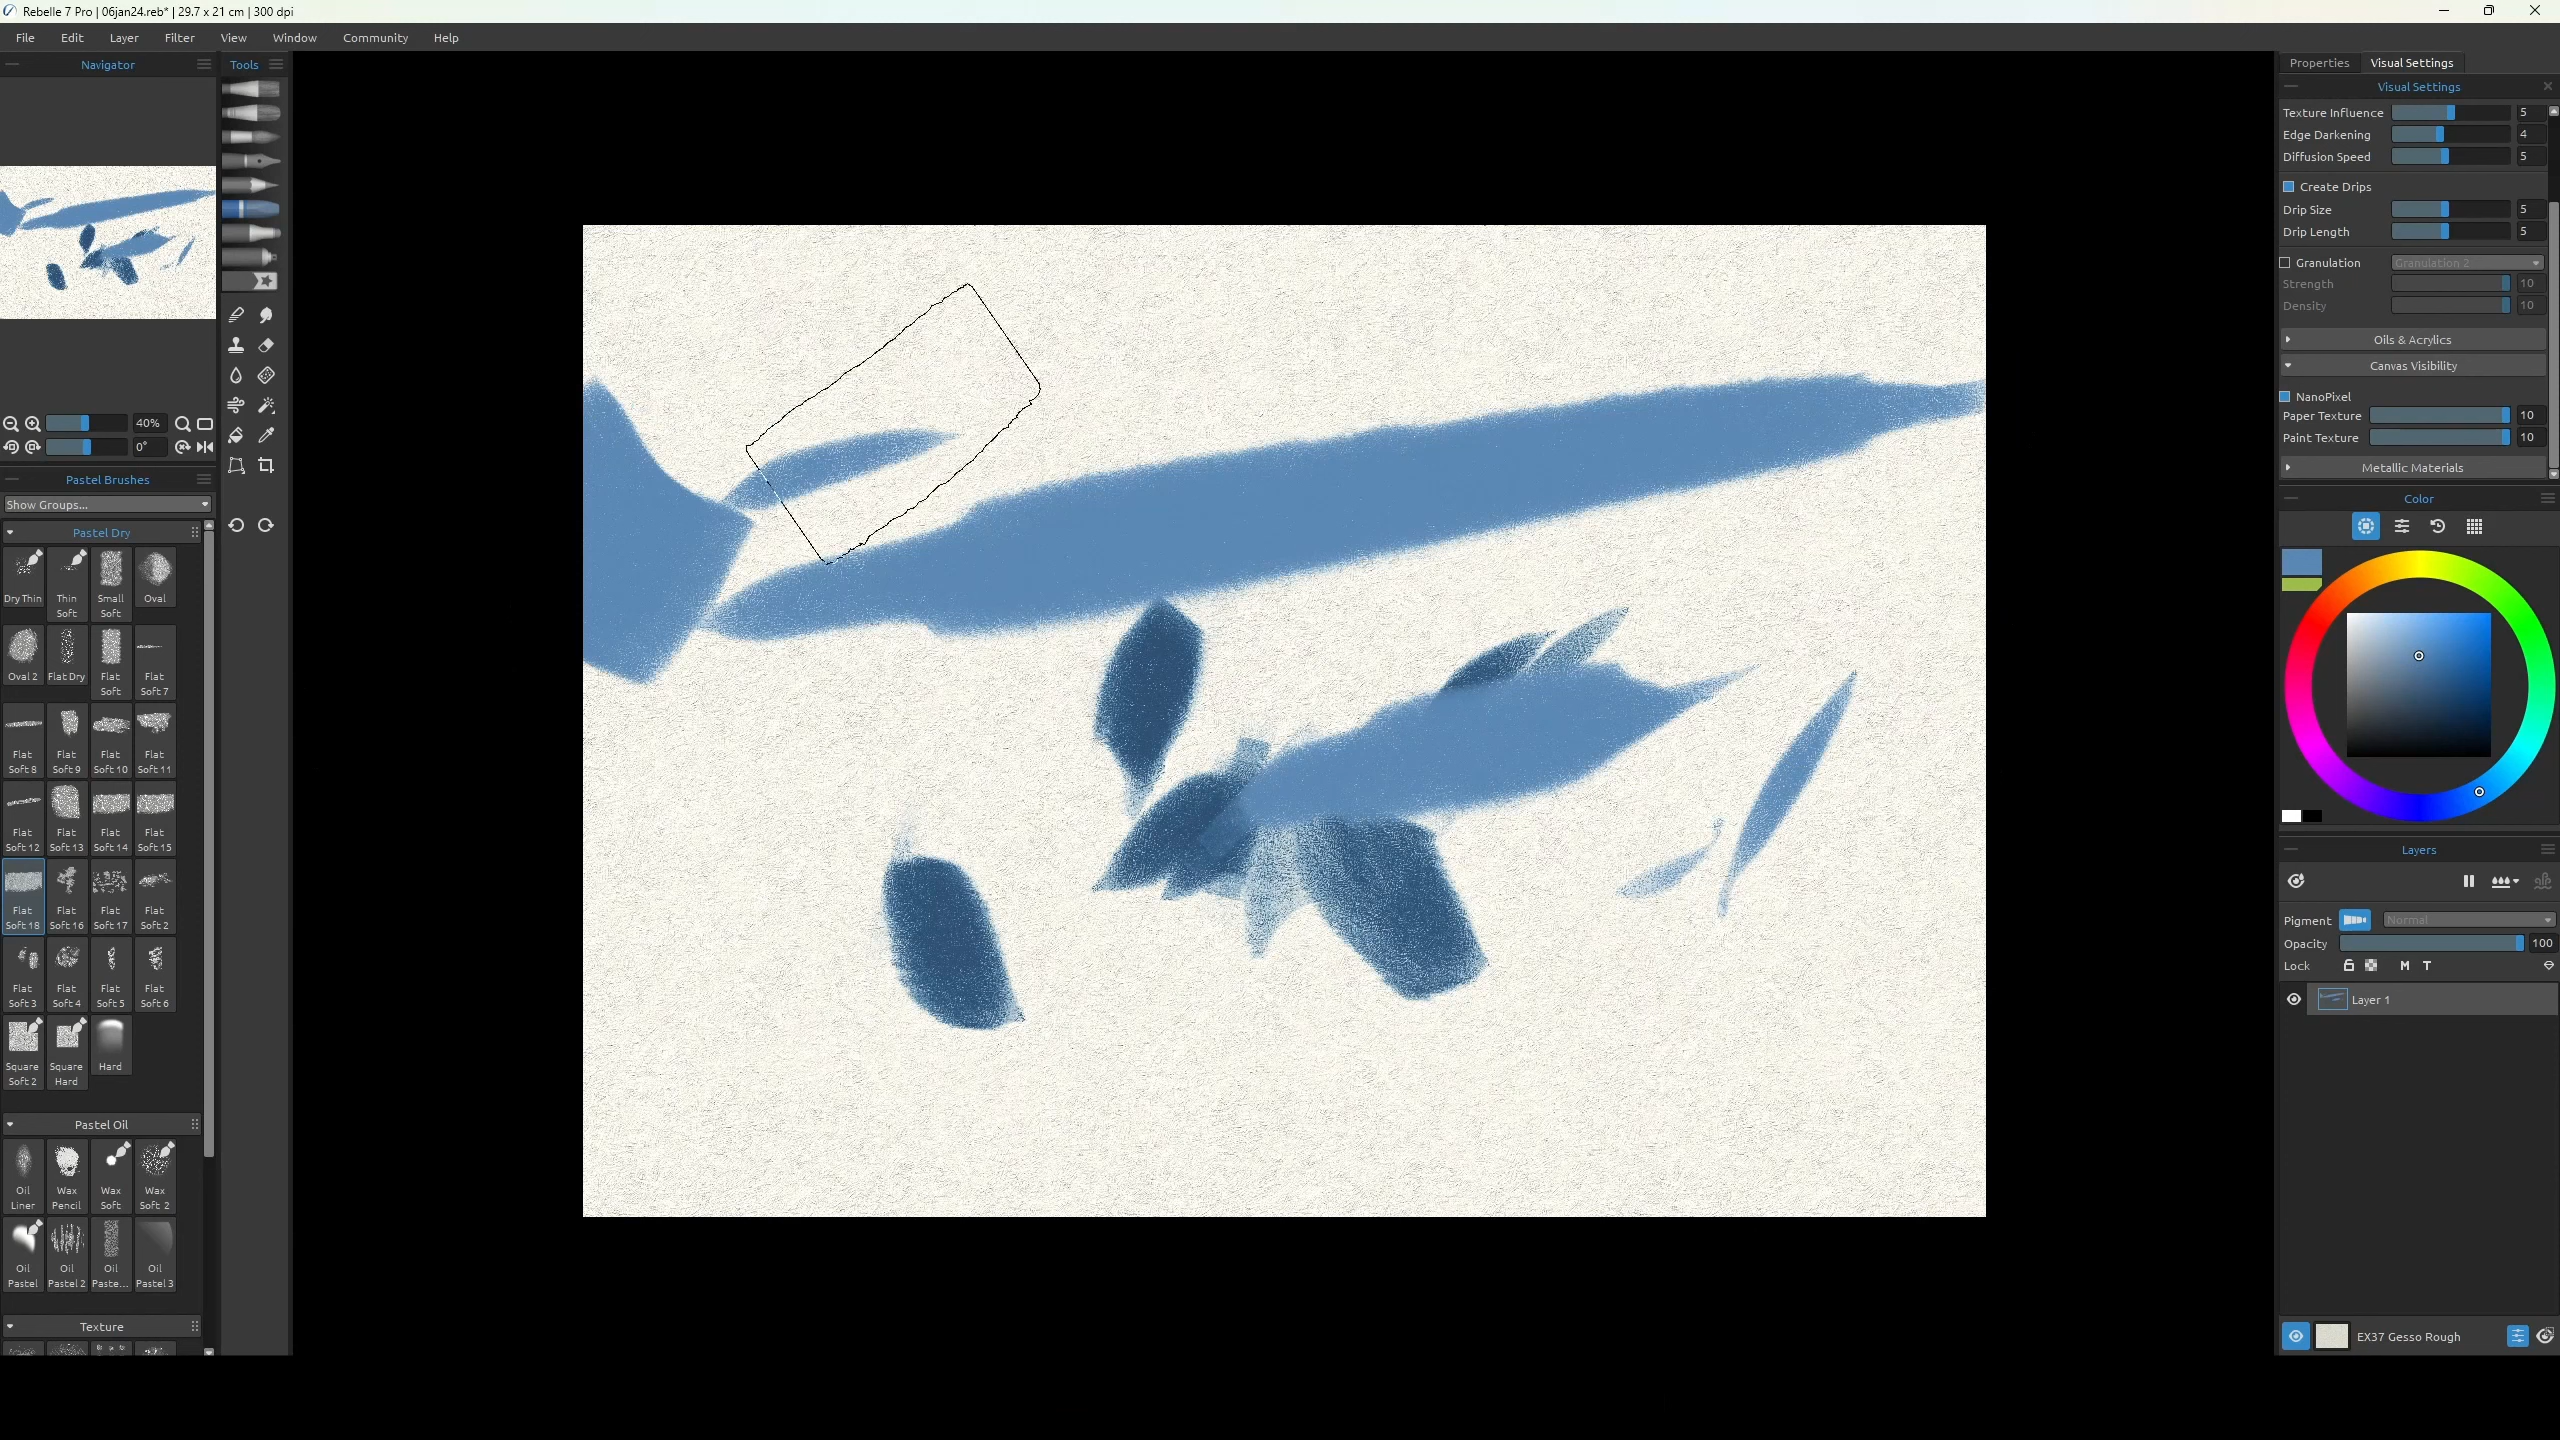 Rebelle 7 Pro | 06jan24.reb* | 29.7 x 21 cm | 300 dpi
File Edit Layer Filter View Window Community Help
Navigator
40%
0°
Pastel Brushes
Show Groups...
Pastel Dry
Dry Thin
Thin Soft
Small Soft
Oval
Oval 2
Flat Dry
Flat Soft
Flat Soft 7
Flat Soft 8
Flat Soft 9
Flat Soft 10
Flat Soft 11
Flat Soft 12
Flat Soft 13
Flat Soft 14
Flat Soft 15
Flat Soft 18
Flat Soft 16
Flat Soft 17
Flat Soft 2
Flat Soft 3
Flat Soft 4
Flat Soft 5
Flat Soft 6
Square Soft 2
Square Hard
Hard
Pastel Oil
Oil Liner
Wax Pencil
Wax Soft
Wax Soft 2
Oil Pastel
Oil Pastel 2
Oil Paste...
Oil Pastel 3
Texture
Tools
Properties Visual Settings
Visual Settings
Texture Influence 5
Edge Darkening 4
Diffusion Speed 5
Create Drips
Drip Size 5
Drip Length 5
Granulation Granulation 2
Strength 10
Density 10
Oils & Acrylics
Canvas Visibility
NanoPixel
Paper Texture 10
Paint Texture 10
Metallic Materials
Color
Layers
Pigment Normal
Opacity 100
Lock M T
Layer 1
EX37 Gesso Rough